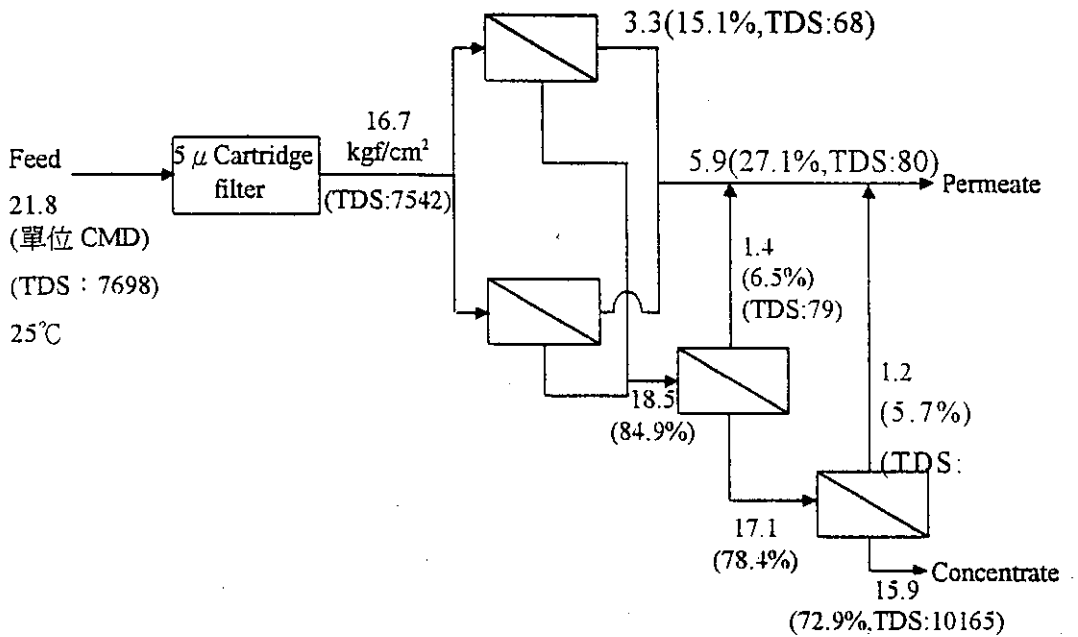 3.3(15.1%,TDS:68)
16.7
kgf/cm²
Feed
5 μ Cartridge
filter
(TDS:7542)
5.9(27.1%,TDS:80)
Permeate
21.8
(單位 CMD)
(TDS：7698)
25℃
1.4
(6.5%)
(TDS:79)
1.2
(5.7%)
(TDS:
18.5
(84.9%)
17.1
(78.4%)
Concentrate
15.9
(72.9%,TDS:10165)